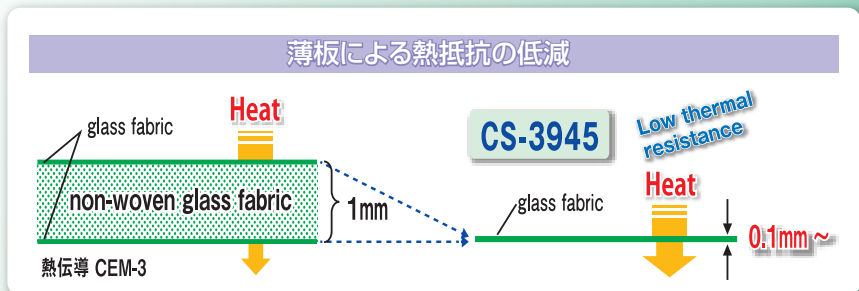 薄板による熱抵抗の低減
glass fabric
Heat
non-woven glass fabric
1mm
熱伝導 CEM-3
CS-3945
Low thermal
resistance
Heat
glass fabric
0.1mm ~